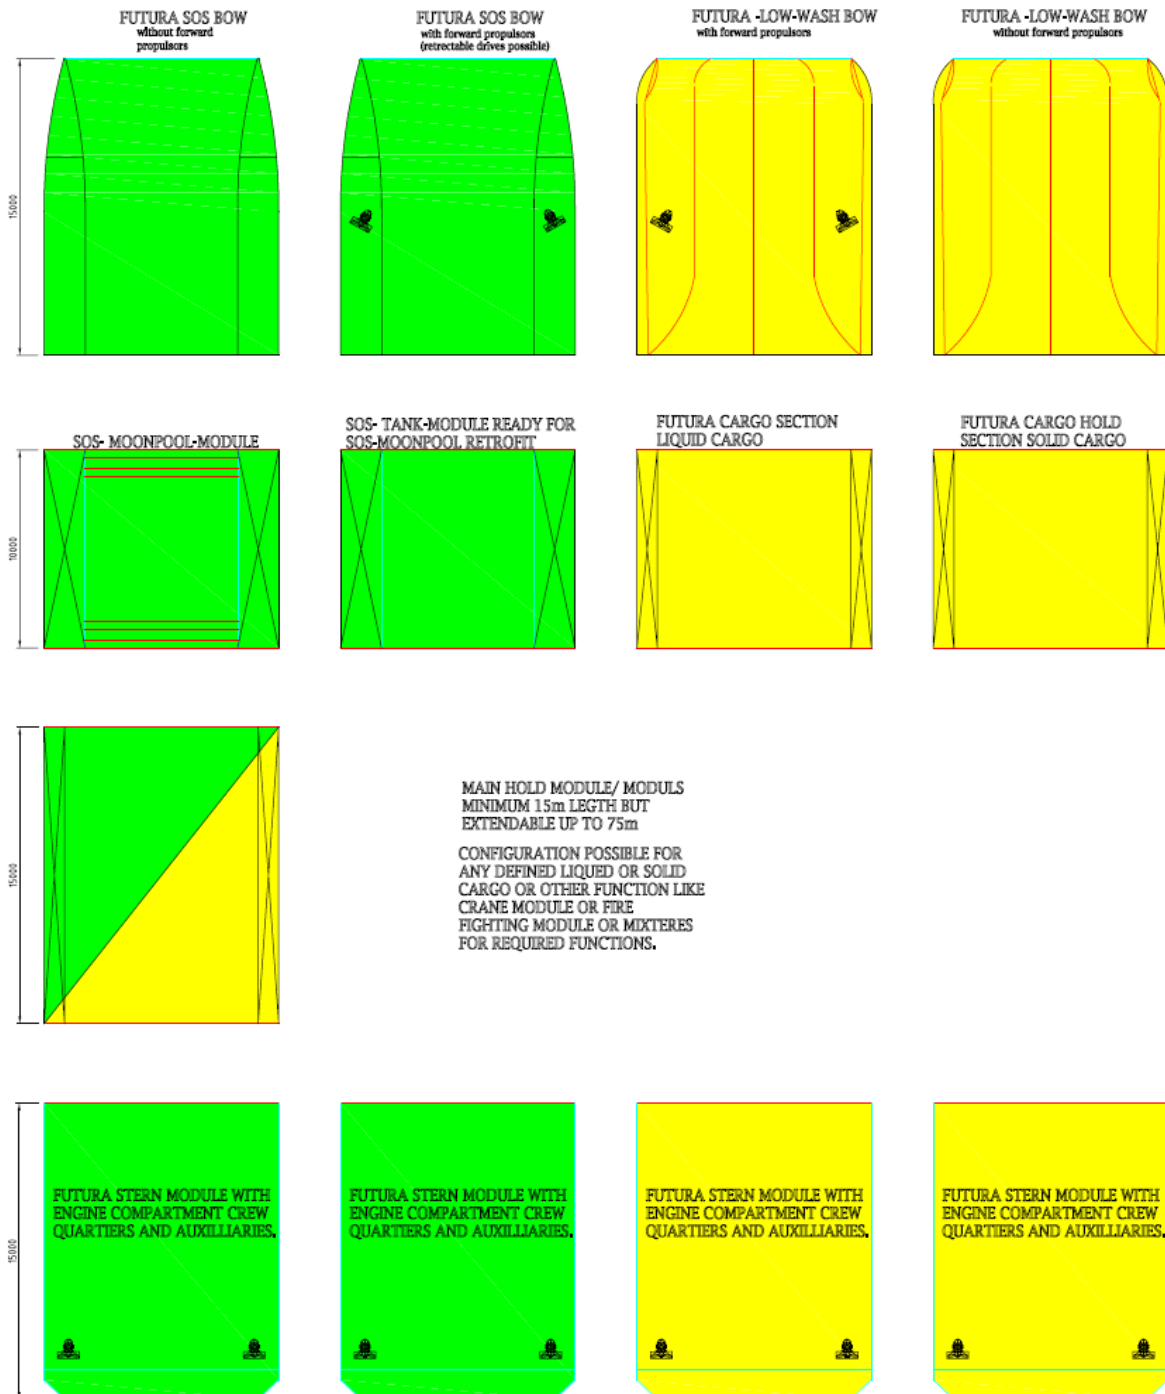 FUTURA SOS BOW
without forward
propulsors
FUTURA SOS BOW
with forward propulsors
(retrectable drives possible)
FUTURA -LOW-WASH BOW
with forward propulsors
FUTURA -LOW-WASH BOW
without forward propulsors
15000
SOS- MOONPOOL-MODULE
SOS- TANK-MODULE READY FOR
SOS-MOONPOOL RETROFIT
FUTURA CARGO SECTION
LIQUID CARGO
FUTURA CARGO HOLD
SECTION SOLID CARGO
10000
15000
MAIN HOLD MODULE/ MODULS
MINIMUM 15m LEGTH BUT
EXTENDABLE UP TO 75m
CONFIGURATION POSSIBLE FOR
ANY DEFINED LIQUED OR SOLID
CARGO OR OTHER FUNCTION LIKE
CRANE MODULE OR FIRE
FIGHTING MODULE OR MIXTERES
FOR REQUIRED FUNCTIONS.
15000
FUTURA STERN MODULE WITH
ENGINE COMPARTMENT CREW
QUARTIERS AND AUXILLIARIES.
FUTURA STERN MODULE WITH
ENGINE COMPARTMENT CREW
QUARTIERS AND AUXILLIARIES.
FUTURA STERN MODULE WITH
ENGINE COMPARTMENT CREW
QUARTIERS AND AUXILLIARIES.
FUTURA STERN MODULE WITH
ENGINE COMPARTMENT CREW
QUARTIERS AND AUXILLIARIES.